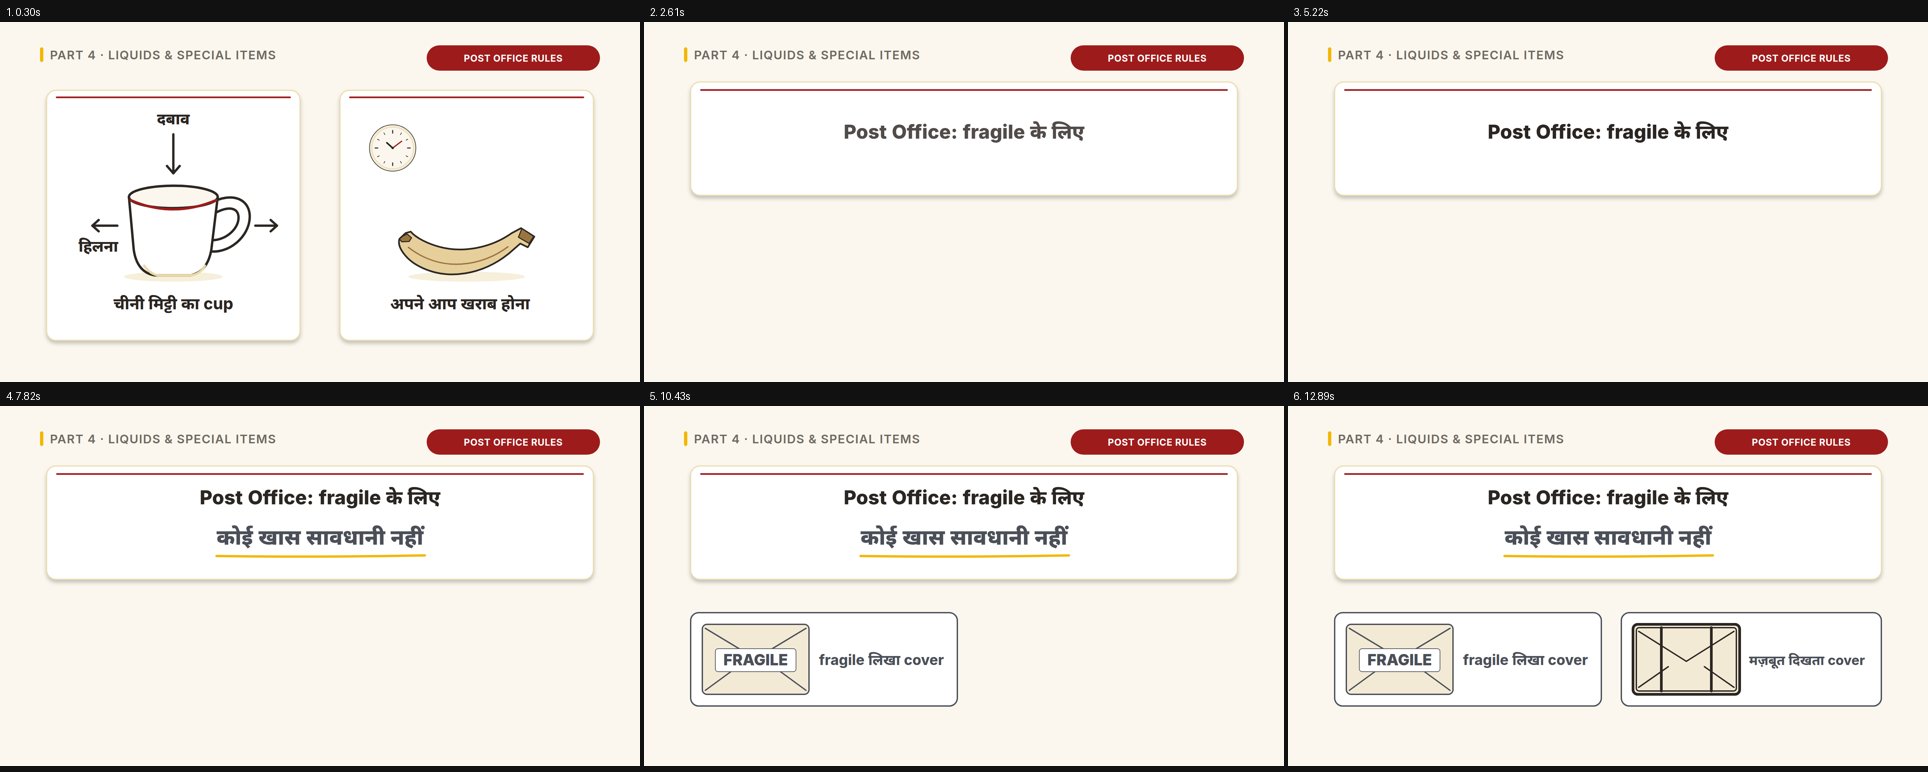 1. 0.30s
PART 4 · LIQUIDS & SPECIAL ITEMS
POST OFFICE RULES
दबाव
हिलना
चीनी मिट्टी का cup
अपने आप खराब होना
2. 2.61s
PART 4 · LIQUIDS & SPECIAL ITEMS
POST OFFICE RULES
Post Office: fragile के लिए
3. 5.22s
PART 4 · LIQUIDS & SPECIAL ITEMS
POST OFFICE RULES
Post Office: fragile के लिए
4. 7.82s
PART 4 · LIQUIDS & SPECIAL ITEMS
POST OFFICE RULES
Post Office: fragile के लिए
कोई खास सावधानी नहीं
5. 10.43s
PART 4 · LIQUIDS & SPECIAL ITEMS
POST OFFICE RULES
Post Office: fragile के लिए
कोई खास सावधानी नहीं
FRAGILE
fragile लिखा cover
6. 12.89s
PART 4 · LIQUIDS & SPECIAL ITEMS
POST OFFICE RULES
Post Office: fragile के लिए
कोई खास सावधानी नहीं
FRAGILE
fragile लिखा cover
मज़बूत दिखता cover